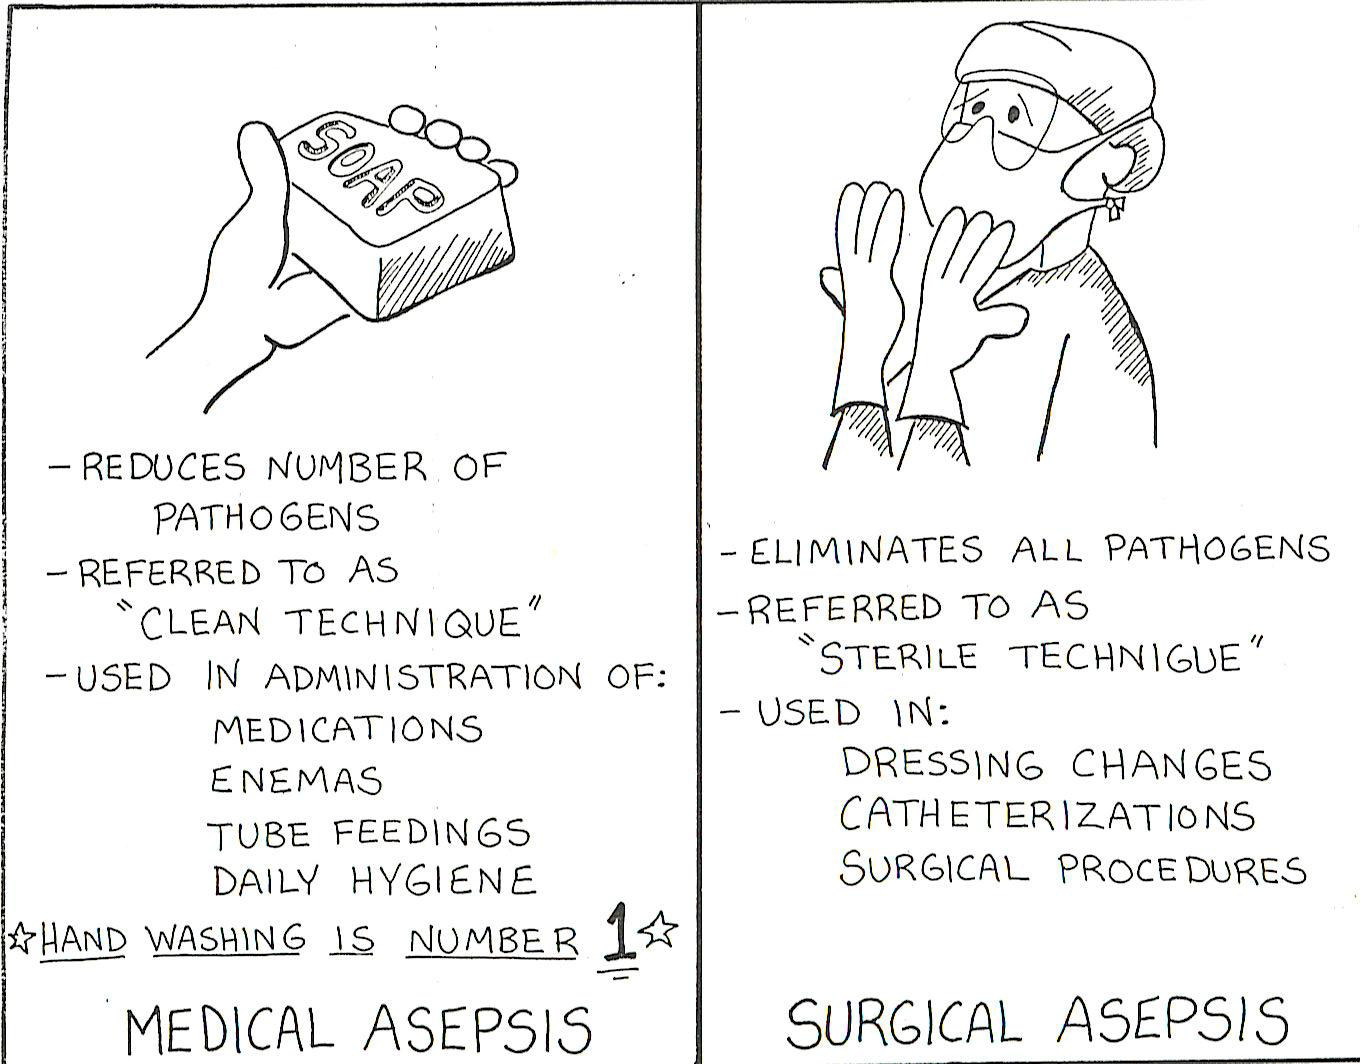 SOAP
- REDUCES NUMBER OF
PATHOGENS
- REFERRED TO AS
"CLEAN TECHNIQUE"
- USED IN ADMINISTRATION OF:
MEDICATIONS
ENEMAS
TUBE FEEDINGS
DAILY HYGIENE
☆HAND WASHING IS NUMBER 1☆
MEDICAL ASEPSIS
- ELIMINATES ALL PATHOGENS
- REFERRED TO AS
"STERILE TECHNIGUE"
- USED IN:
DRESSING CHANGES
CATHETERIZATIONS
SURGICAL PROCEDURES
SURGICAL ASEPSIS